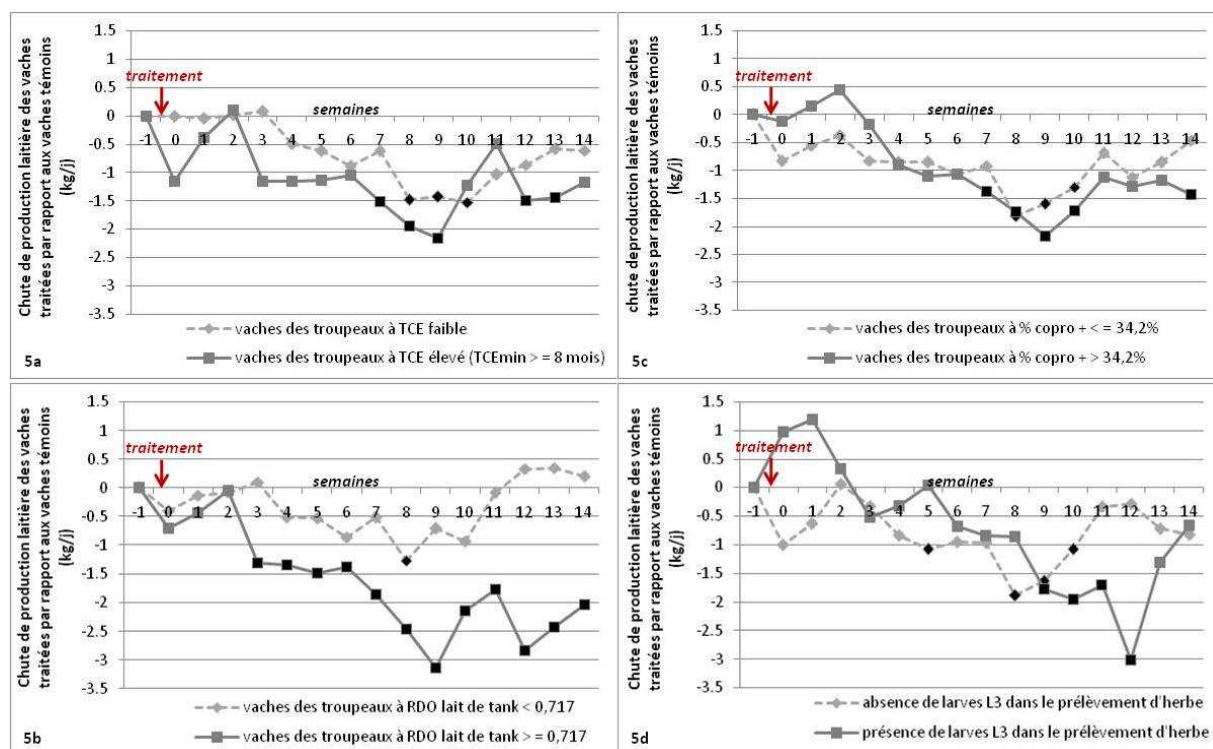 Chute de production laitière des vaches
traitées par rapport aux vaches témoins
(kg/j)
1.5
1
0.5
0
-0.5
-1
-1.5
-2
-2.5
-3
-3.5
traitement
semaines
-1 0 1 2 3 4 5 6 7 8 9 10 11 12 13 14
vaches des troupeaux à TCE faible
vaches des troupeaux à TCE élevé (TCEmin > = 8 mois)
5a
chute deproduction laitière des vaches
traitées par rapport aux vaches témoins
(kg/j)
1.5
1
0.5
0
-0.5
-1
-1.5
-2
-2.5
-3
-3.5
traitement
semaines
-1 0 1 2 3 4 5 6 7 8 9 10 11 12 13 14
vaches des troupeaux à % copro + < = 34,2%
vaches des troupeaux à % copro + > 34,2%
5c
Chute de production laitière des vaches
traitées par rapport aux vaches témoins
(kg/j)
1.5
1
0.5
0
-0.5
-1
-1.5
-2
-2.5
-3
-3.5
traitement
semaines
-1 0 1 2 3 4 5 6 7 8 9 10 11 12 13 14
vaches des troupeaux à RDO lait de tank < 0,717
vaches des troupeaux à RDO lait de tank > = 0,717
5b
Chute de production laitière des vaches
traitées par rapport aux vaches témoins
(kg/j)
1.5
1
0.5
0
-0.5
-1
-1.5
-2
-2.5
-3
-3.5
traitement
semaines
-1 0 1 2 3 4 5 6 7 8 9 10 11 12 13 14
absence de larves L3 dans le prélèvement d'herbe
présence de larves L3 dans le prélèvement d'herbe
5d